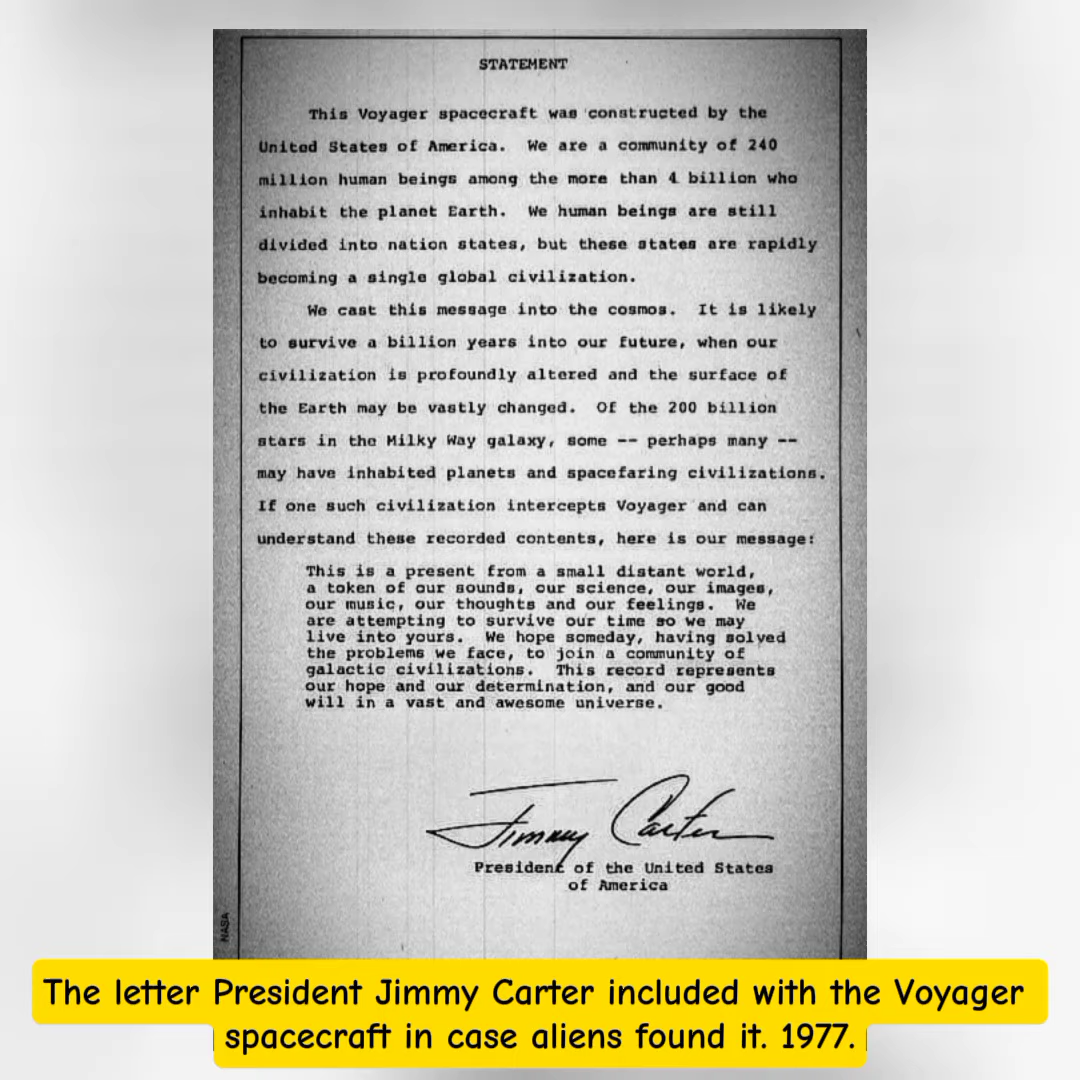 STATEMENT
This Voyager spacecraft was constructed by the
United States of America. We are a community of 240
million human beings among the more than 4 billion who
inhabit the planet Earth. We human beings are still
divided into nation states, but these states are rapidly
becoming a single global civilization.
We cast this message into the cosmos. It is likely
to survive a billion years into our future, when our
civilization is profoundly altered and the surface of
the Earth may be vastly changed. Of the 200 billion
stars in the Milky Way galaxy, some -- perhaps many --
may have inhabited planets and spacefaring civilizations.
If one such civilization intercepts Voyager and can
understand these recorded contents, here is our message:
This is a present from a small distant world,
a token of our sounds, our science, our images,
our music, our thoughts and our feelings. We
are attempting to survive our time so we may
live into yours. We hope someday, having solved
the problems we face, to join a community of
galactic civilizations. This record represents
our hope and our determination, and our good
will in a vast and awesome universe.
Jimmy Carter
President of the United States
of America
NASA
The letter President Jimmy Carter included with the Voyager
spacecraft in case aliens found it. 1977.